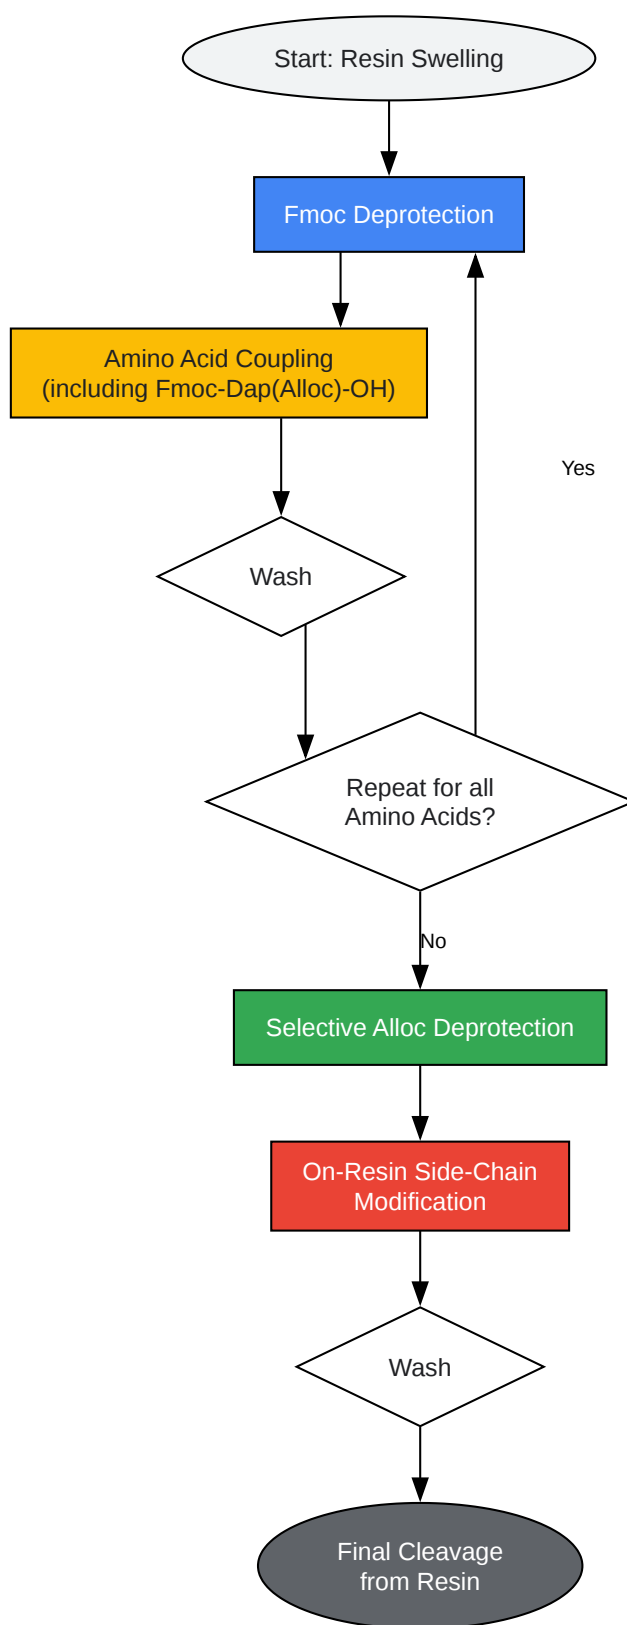 Start: Resin Swelling
Fmoc Deprotection
Amino Acid Coupling
(including Fmoc-Dap(Alloc)-OH)
Yes
Wash
Repeat for all
Amino Acids?
No
Selective Alloc Deprotection
On-Resin Side-Chain
Modification
Wash
Final Cleavage
from Resin